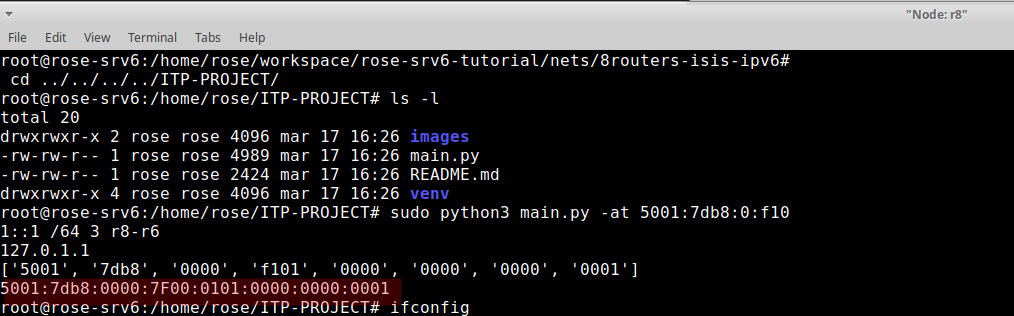 "Node: r8"
File Edit View Terminal Tabs Help
root@rose-srv6:/home/rose/workspace/rose-srv6-tutorial/nets/8routers-isis-ipv6#
 cd ../../../../ITP-PROJECT/
root@rose-srv6:/home/rose/ITP-PROJECT# ls -l
total 20
drwxrwxr-x 2 rose rose 4096 mar 17 16:26 images
-rw-rw-r-- 1 rose rose 4989 mar 17 16:26 main.py
-rw-rw-r-- 1 rose rose 2424 mar 17 16:26 README.md
drwxrwxr-x 4 rose rose 4096 mar 17 16:26 venv
root@rose-srv6:/home/rose/ITP-PROJECT# sudo python3 main.py -at 5001:7db8:0:f10
1::1 /64 3 r8-r6
127.0.1.1
['5001', '7db8', '0000', 'f101', '0000', '0000', '0000', '0001']
5001:7db8:0000:7F00:0101:0000:0000:0001
root@rose-srv6:/home/rose/ITP-PROJECT# ifconfig